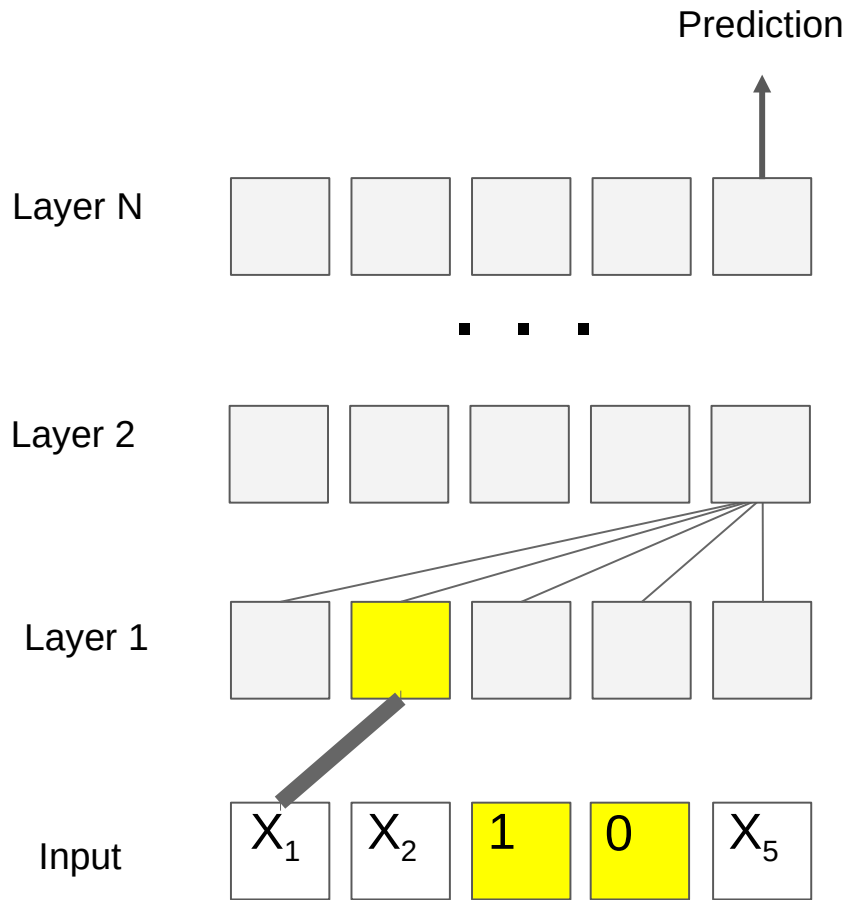 Prediction
Layer N
. . .
Layer 2
Layer 1
Input
X₁ X₂ 1 0 X₅